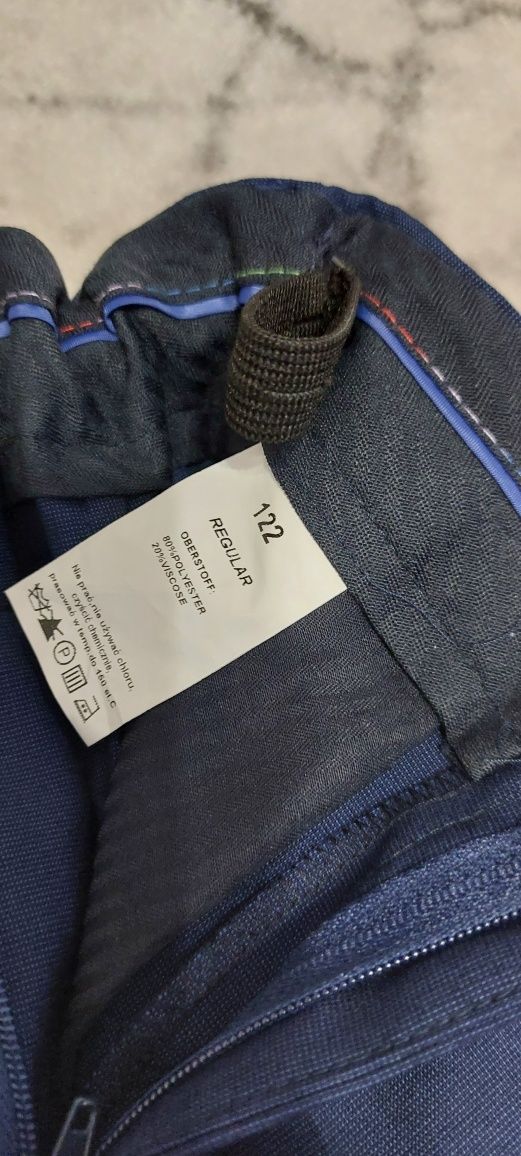 122
REGULAR
OBERSTOFF:
80%POLYESTER
20%VISCOSE
Nie prać,nie używać chloru,
czyścić chemicznie,
prasować w temp.do 150 st.C
P